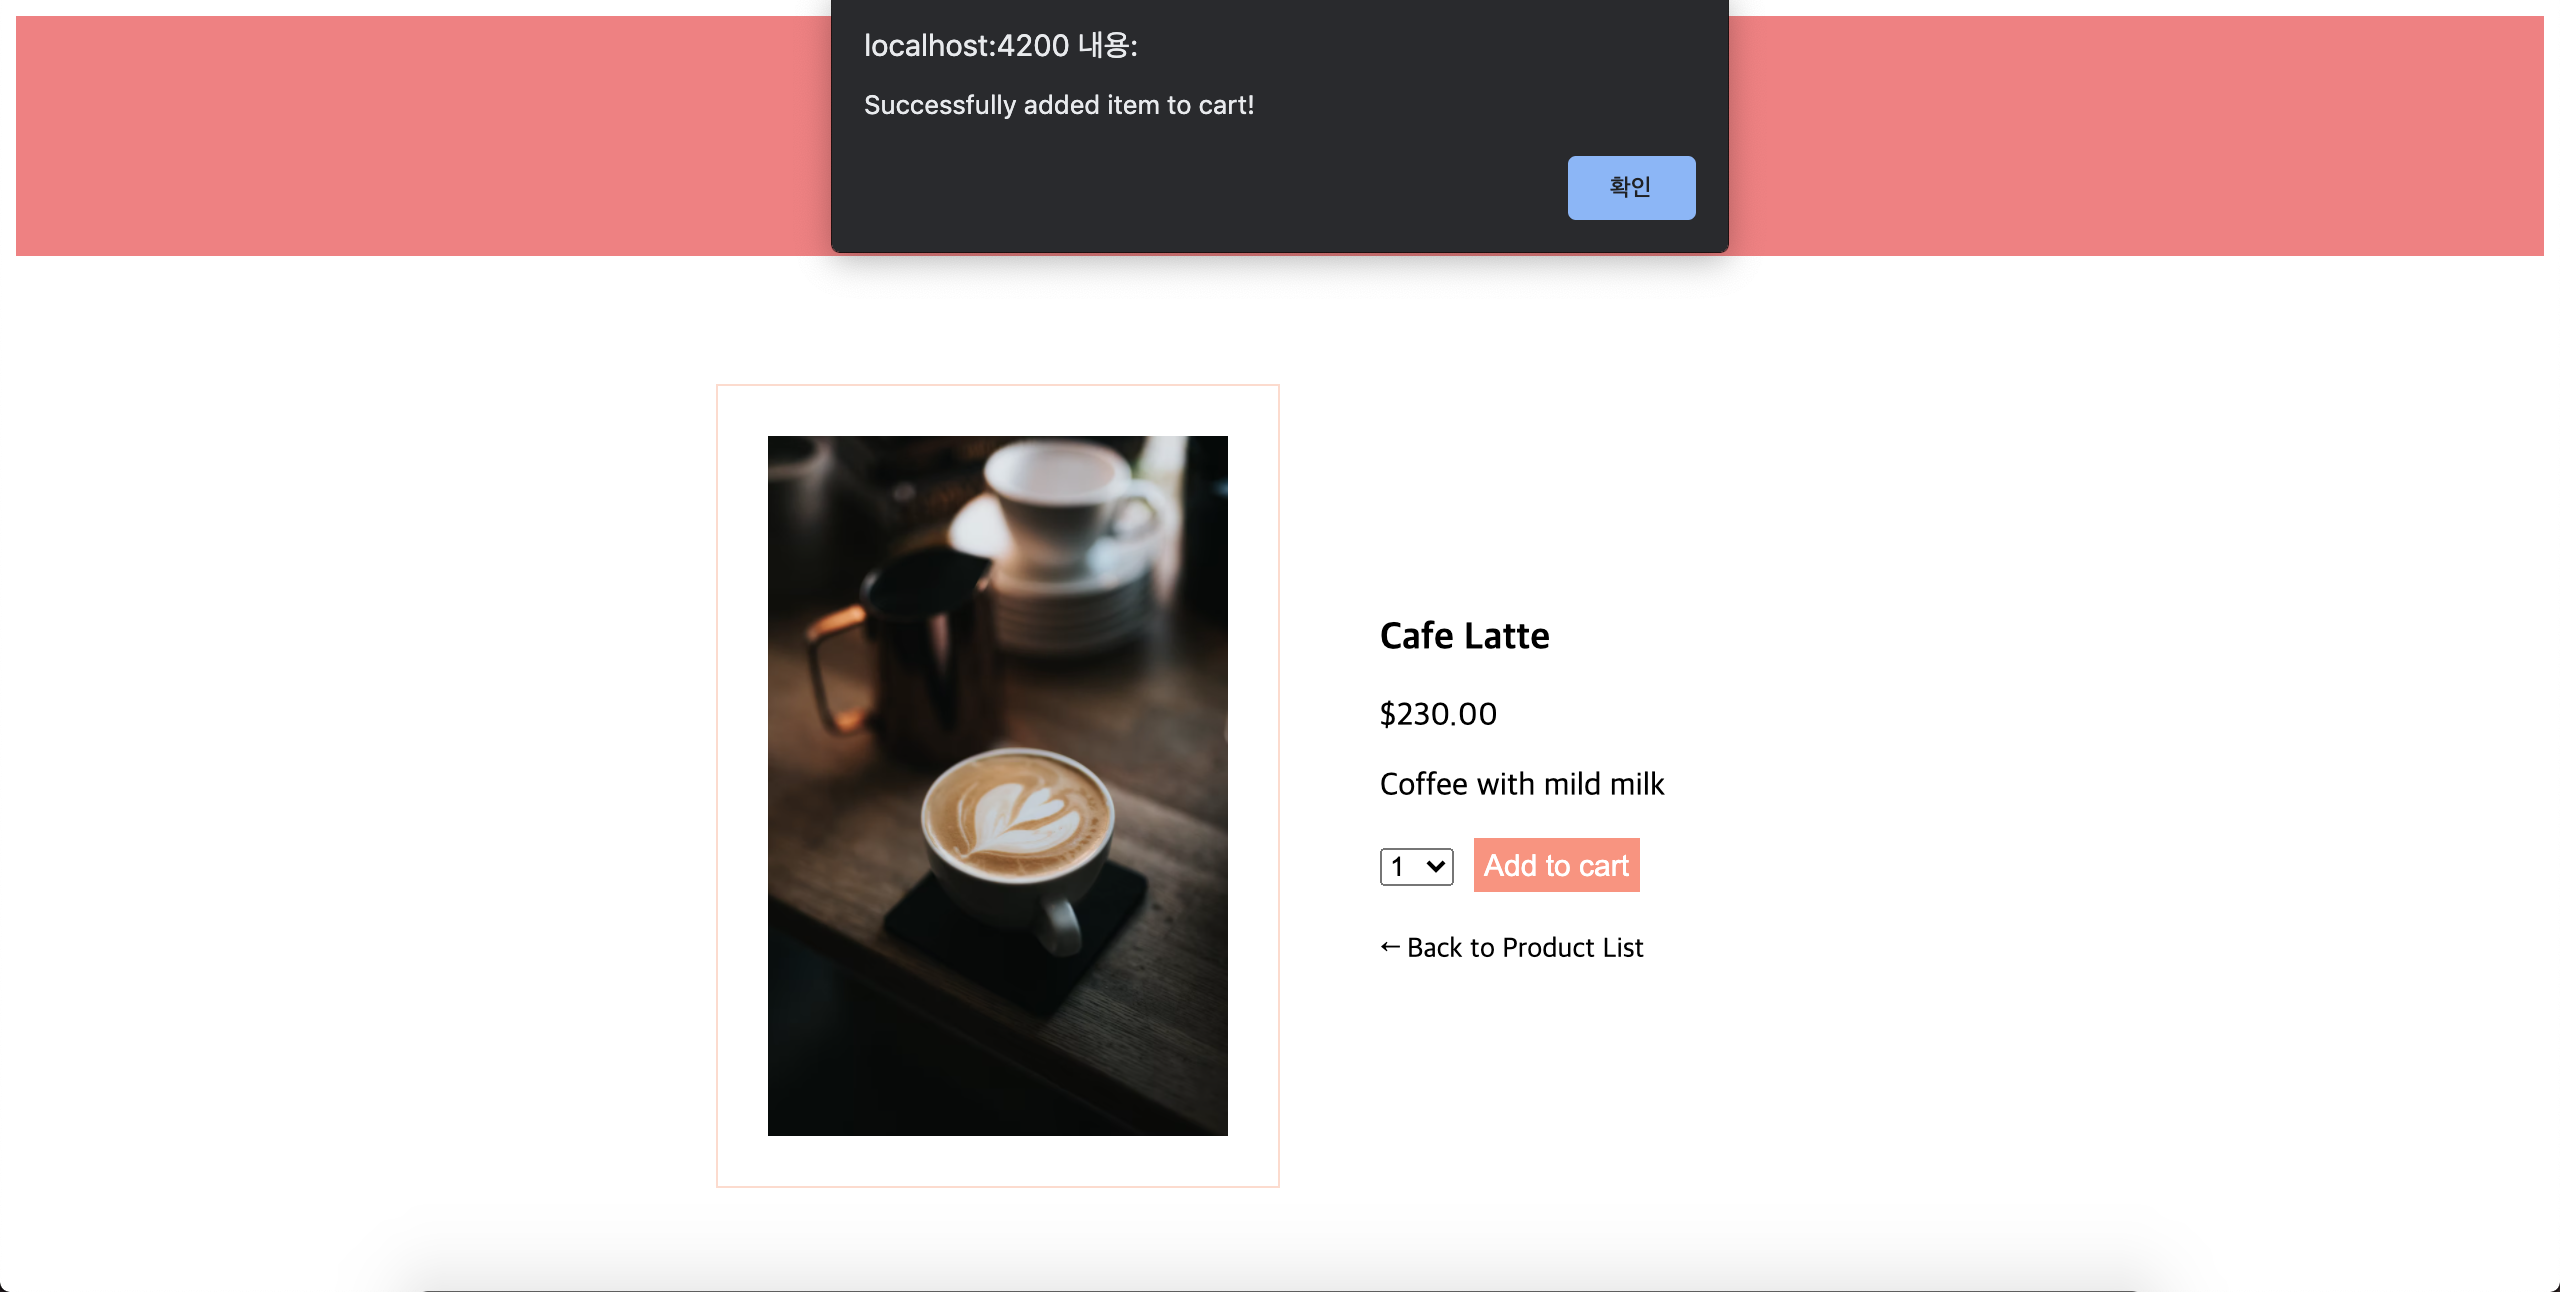 localhost:4200 내용:
Successfully added item to cart!
확인
Cafe Latte
$230.00
Coffee with mild milk
1 Add to cart
← Back to Product List